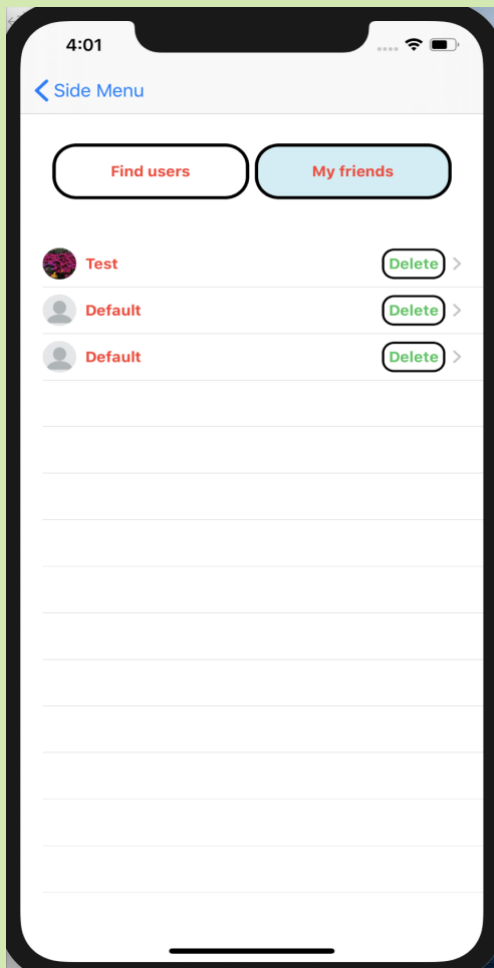 4:01
Side Menu
Find users My friends
Test Delete
Default Delete
Default Delete